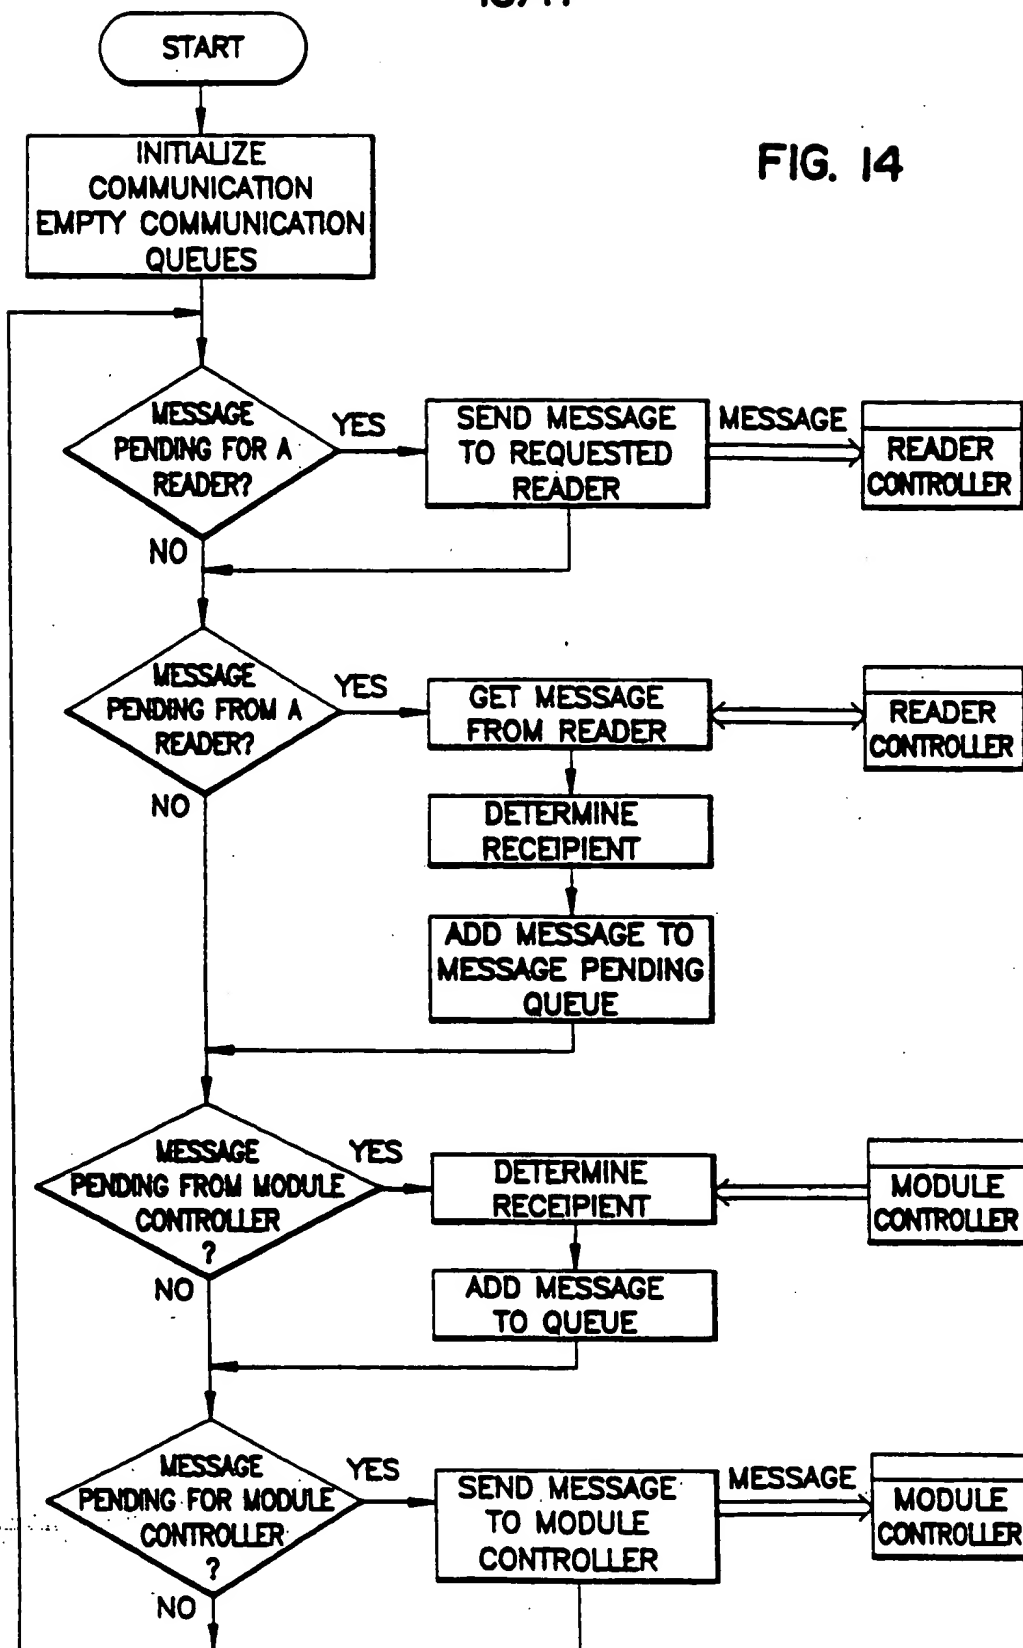 START
FIG. 14
INITIALIZE
COMMUNICATION
EMPTY COMMUNICATION
QUEUES
MESSAGE
PENDING FOR A
READER?
YES
NO
SEND MESSAGE
TO REQUESTED
READER
MESSAGE
READER
CONTROLLER
MESSAGE
PENDING FROM A
READER?
YES
NO
GET MESSAGE
FROM READER
READER
CONTROLLER
DETERMINE
RECEIPIENT
ADD MESSAGE TO
MESSAGE PENDING
QUEUE
MESSAGE
PENDING FROM MODULE
CONTROLLER
?
YES
NO
DETERMINE
RECEIPIENT
MODULE
CONTROLLER
ADD MESSAGE
TO QUEUE
MESSAGE
PENDING FOR MODULE
CONTROLLER
?
YES
NO
SEND MESSAGE
TO MODULE
CONTROLLER
MESSAGE
MODULE
CONTROLLER